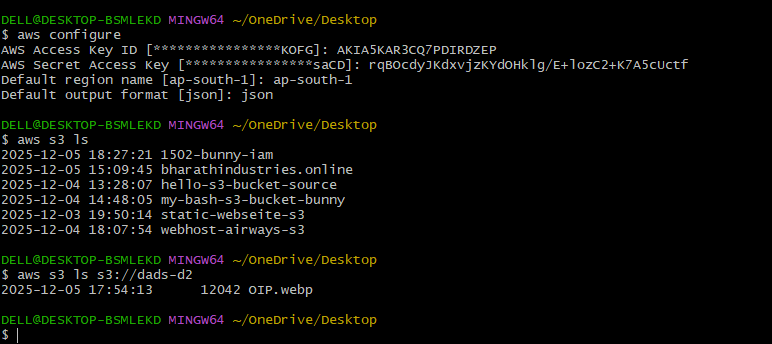 DELL@DESKTOP-BSMLEKD MINGW64 ~/OneDrive/Desktop
$ aws configure
AWS Access Key ID [****************KOFG]: AKIA5KAR3CQ7PDIRDZEP
AWS Secret Access Key [****************saCD]: 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
Default region name [ap-south-1]: ap-south-1
Default output format [json]: json
DELL@DESKTOP-BSMLEKD MINGW64 ~/OneDrive/Desktop
$ aws s3 ls
2025-12-05 18:27:21 1502-bunny-iam
2025-12-05 15:09:45 bharathindustries.online
2025-12-04 13:28:07 hello-s3-bucket-source
2025-12-04 14:48:05 my-bash-s3-bucket-bunny
2025-12-03 19:50:14 static-webseite-s3
2025-12-04 18:07:54 webhost-airways-s3
DELL@DESKTOP-BSMLEKD MINGW64 ~/OneDrive/Desktop
$ aws s3 ls s3://dads-d2
2025-12-05 17:54:13      12042 OIP.webp
DELL@DESKTOP-BSMLEKD MINGW64 ~/OneDrive/Desktop
$